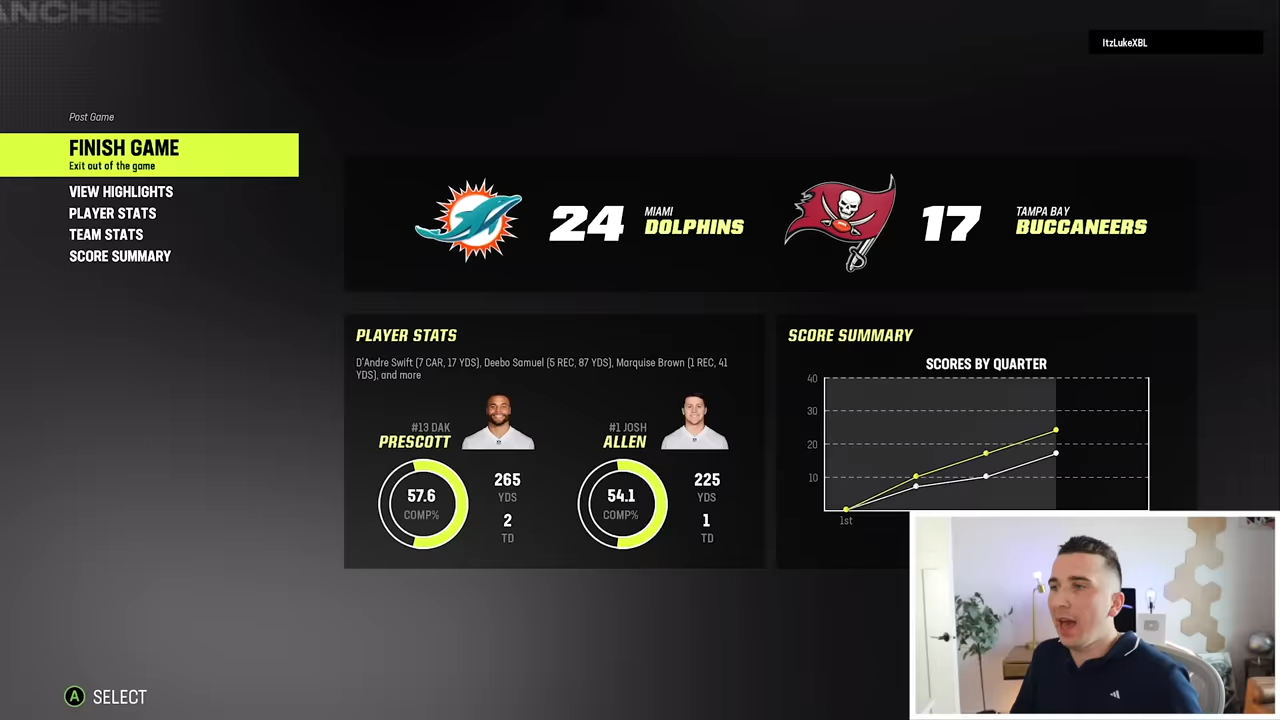 ANCHISE
ItzLukeXBL
Post Game
FINISH GAME
Exit out of the game
VIEW HIGHLIGHTS
PLAYER STATS
TEAM STATS
SCORE SUMMARY
24 MIAMI DOLPHINS
17 TAMPA BAY BUCCANEERS
PLAYER STATS
D'Andre Swift (7 CAR, 17 YDS), Deebo Samuel (5 REC, 87 YDS), Marquise Brown (1 REC, 41
YDS), and more
#13 DAK
PRESCOTT
57.6
COMP%
265
YDS
2
TD
#1 JOSH
ALLEN
54.1
COMP%
225
YDS
1
TD
SCORE SUMMARY
SCORES BY QUARTER
40
30
20
10
1st
A SELECT